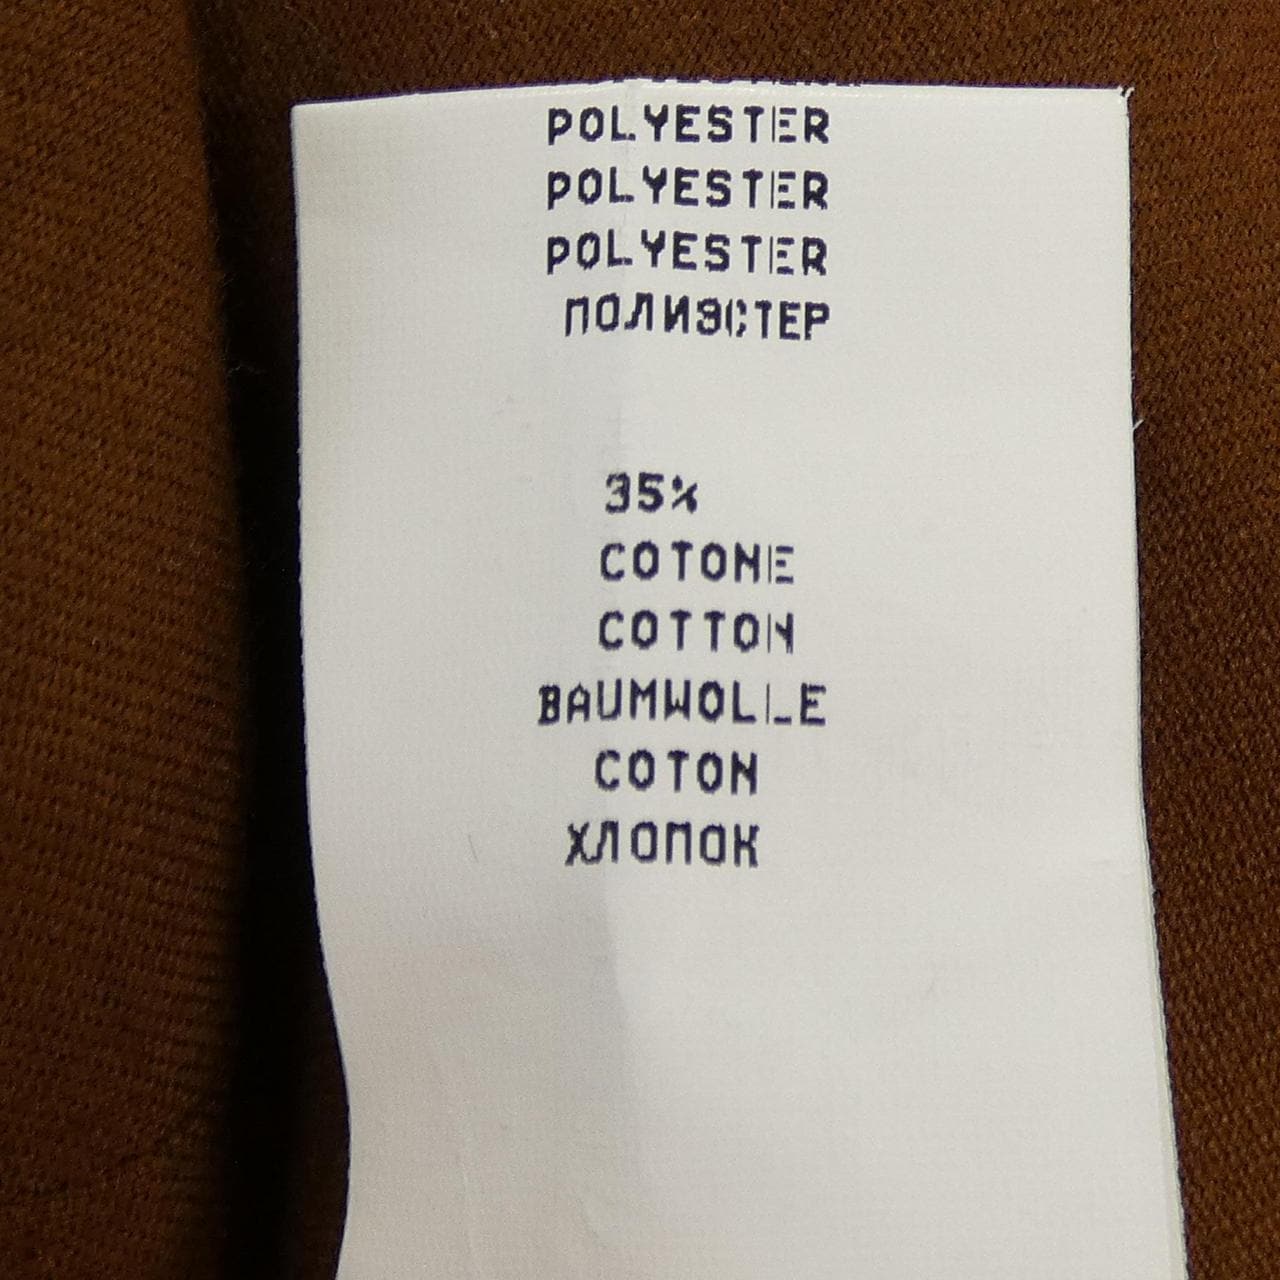 POLYESTER
POLYESTER
POLYESTER
ПОЛИЭСТЕР
35%
COTONE
COTTON
BAUMWOLLE
COTON
ХЛОПОК